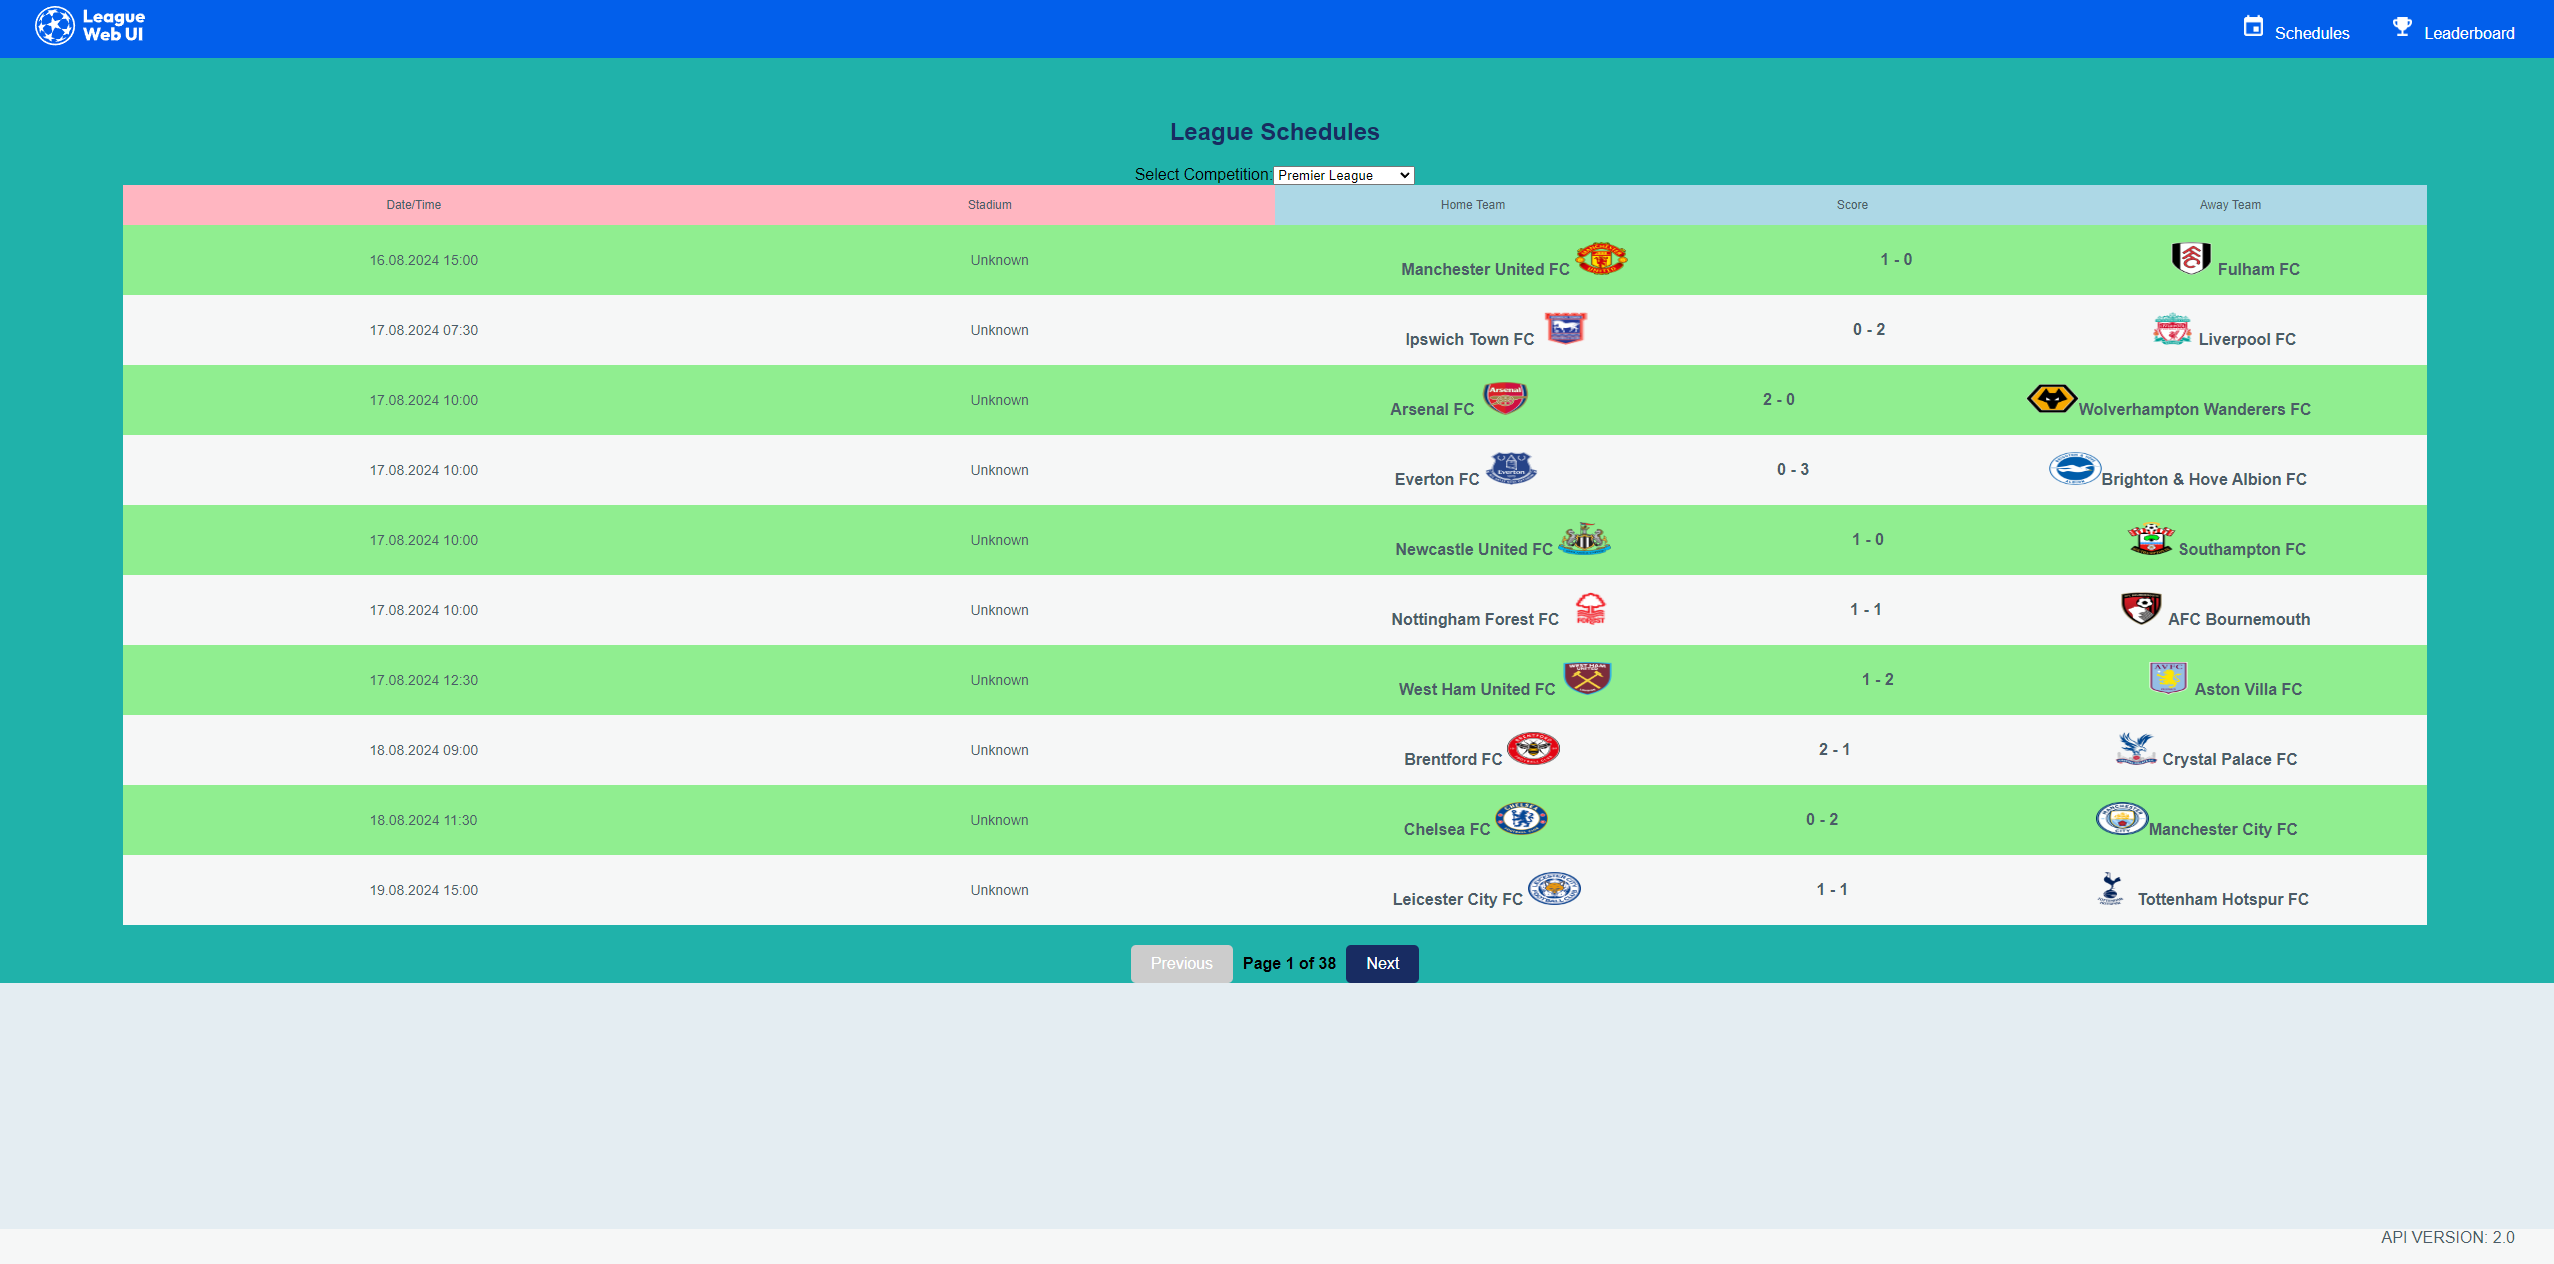 League
Web UI
Schedules
Leaderboard
League Schedules
Select Competition: Premier League
Date/Time Stadium Home Team Score Away Team
16.08.2024 15:00 Unknown Manchester United FC 1 - 0 Fulham FC
17.08.2024 07:30 Unknown Ipswich Town FC 0 - 2 Liverpool FC
17.08.2024 10:00 Unknown Arsenal FC 2 - 0 Wolverhampton Wanderers FC
17.08.2024 10:00 Unknown Everton FC 0 - 3 Brighton & Hove Albion FC
17.08.2024 10:00 Unknown Newcastle United FC 1 - 0 Southampton FC
17.08.2024 10:00 Unknown Nottingham Forest FC 1 - 1 AFC Bournemouth
17.08.2024 12:30 Unknown West Ham United FC 1 - 2 Aston Villa FC
18.08.2024 09:00 Unknown Brentford FC 2 - 1 Crystal Palace FC
18.08.2024 11:30 Unknown Chelsea FC 0 - 2 Manchester City FC
19.08.2024 15:00 Unknown Leicester City FC 1 - 1 Tottenham Hotspur FC
Previous Page 1 of 38 Next
API VERSION: 2.0